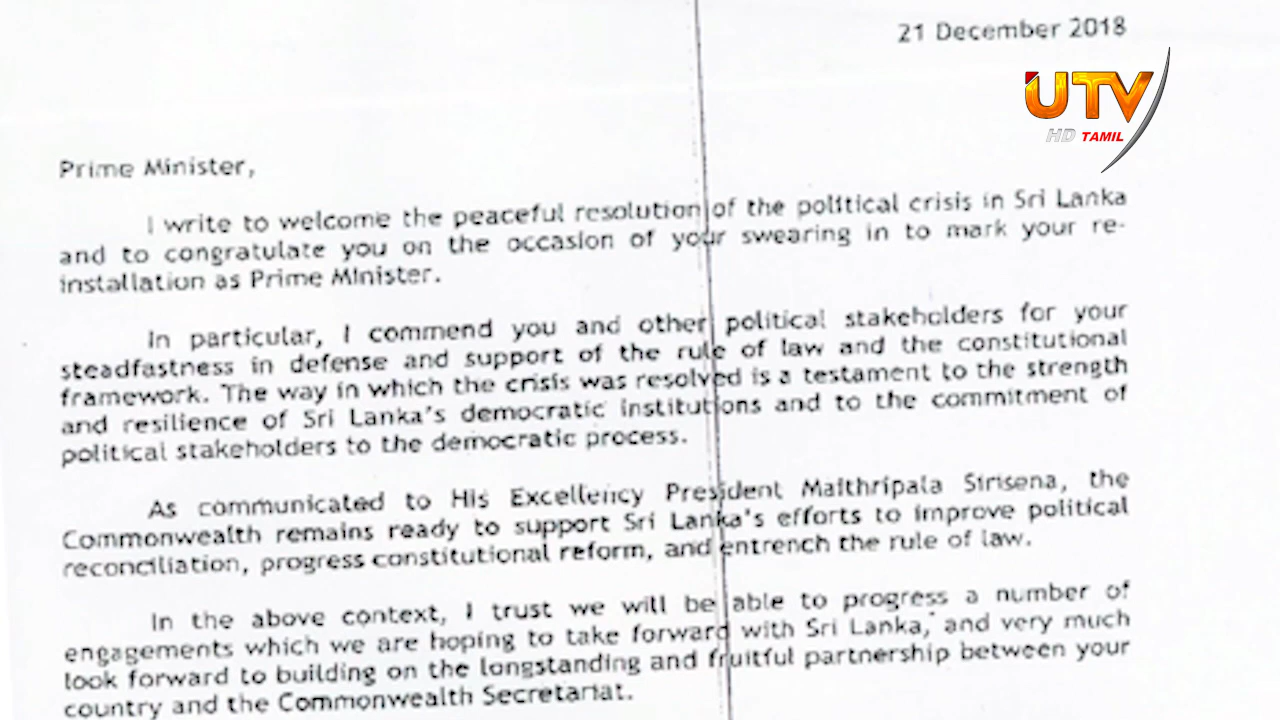 21 December 2018
UTV
HD TAMIL
Prime Minister,
I write to welcome the peaceful resolution of the political crisis in Sri Lanka
and to congratulate you on the occasion of your swearing in to mark your re-
installation as Prime Minister.
In particular, I commend you and other political stakeholders for your
steadfastness in defense and support of the rule of law and the constitutional
framework. The way in which the crisis was resolved is a testament to the strength
and resilience of Sri Lanka's democratic institutions and to the commitment of
political stakeholders to the democratic process.
As communicated to His Excellency President Maithripala Sirisena, the
Commonwealth remains ready to support Sri Lanka's efforts to improve political
reconciliation, progress constitutional reform, and entrench the rule of law.
In the above context, I trust we will be able to progress a number of
engagements which we are hoping to take forward with Sri Lanka, and very much
look forward to building on the longstanding and fruitful partnership between your
country and the Commonwealth Secretariat.